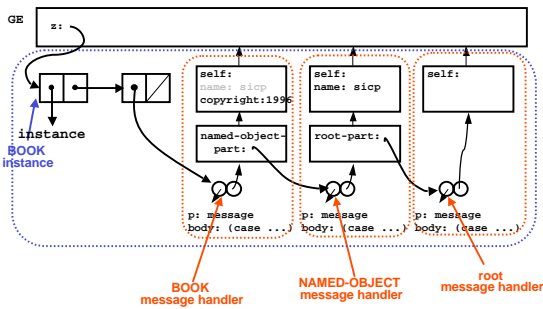 GE
z:
self:
name: sicp
copyright:1996
self:
name: sicp
self:
instance
BOOK
instance
named-object-
part:
root-part:
p: message
body: (case ...)
p: message
body: (case ...)
p: message
body: (case ...)
BOOK
message handler
NAMED-OBJECT
message handler
root
message handler